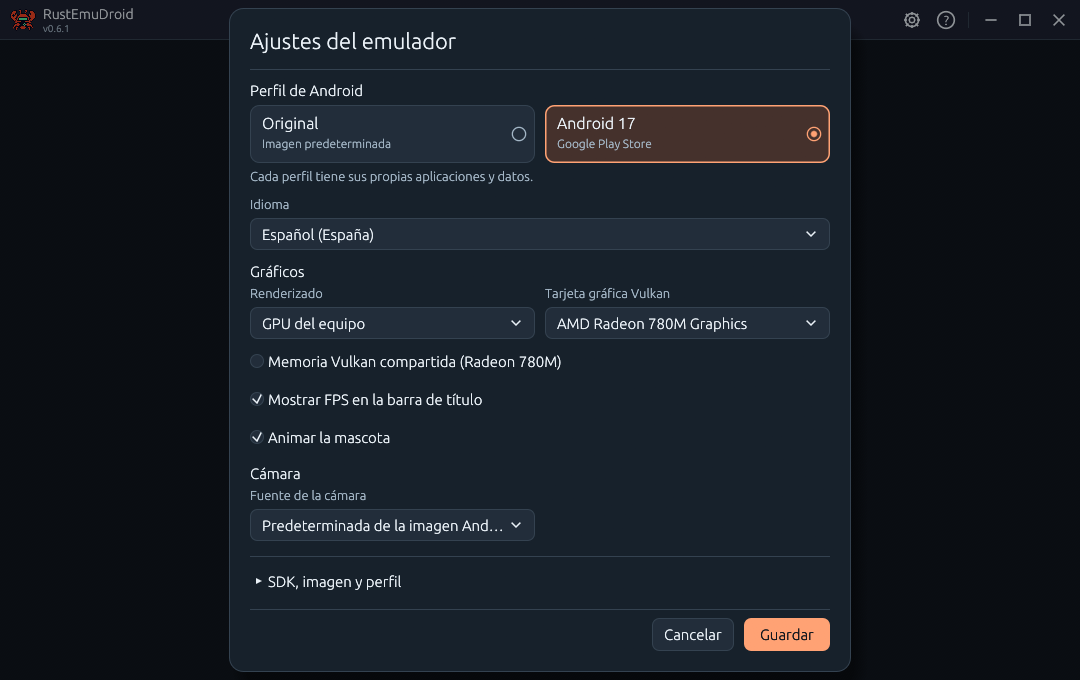 RustEmuDroid
v0.6.1
Ajustes del emulador
Perfil de Android
Original
Imagen predeterminada
Android 17
Google Play Store
Cada perfil tiene sus propias aplicaciones y datos.
Idioma
Español (España)
Gráficos
Renderizado
Tarjeta gráfica Vulkan
GPU del equipo
AMD Radeon 780M Graphics
Memoria Vulkan compartida (Radeon 780M)
Mostrar FPS en la barra de título
Animar la mascota
Cámara
Fuente de la cámara
Predeterminada de la imagen And...
SDK, imagen y perfil
Cancelar
Guardar